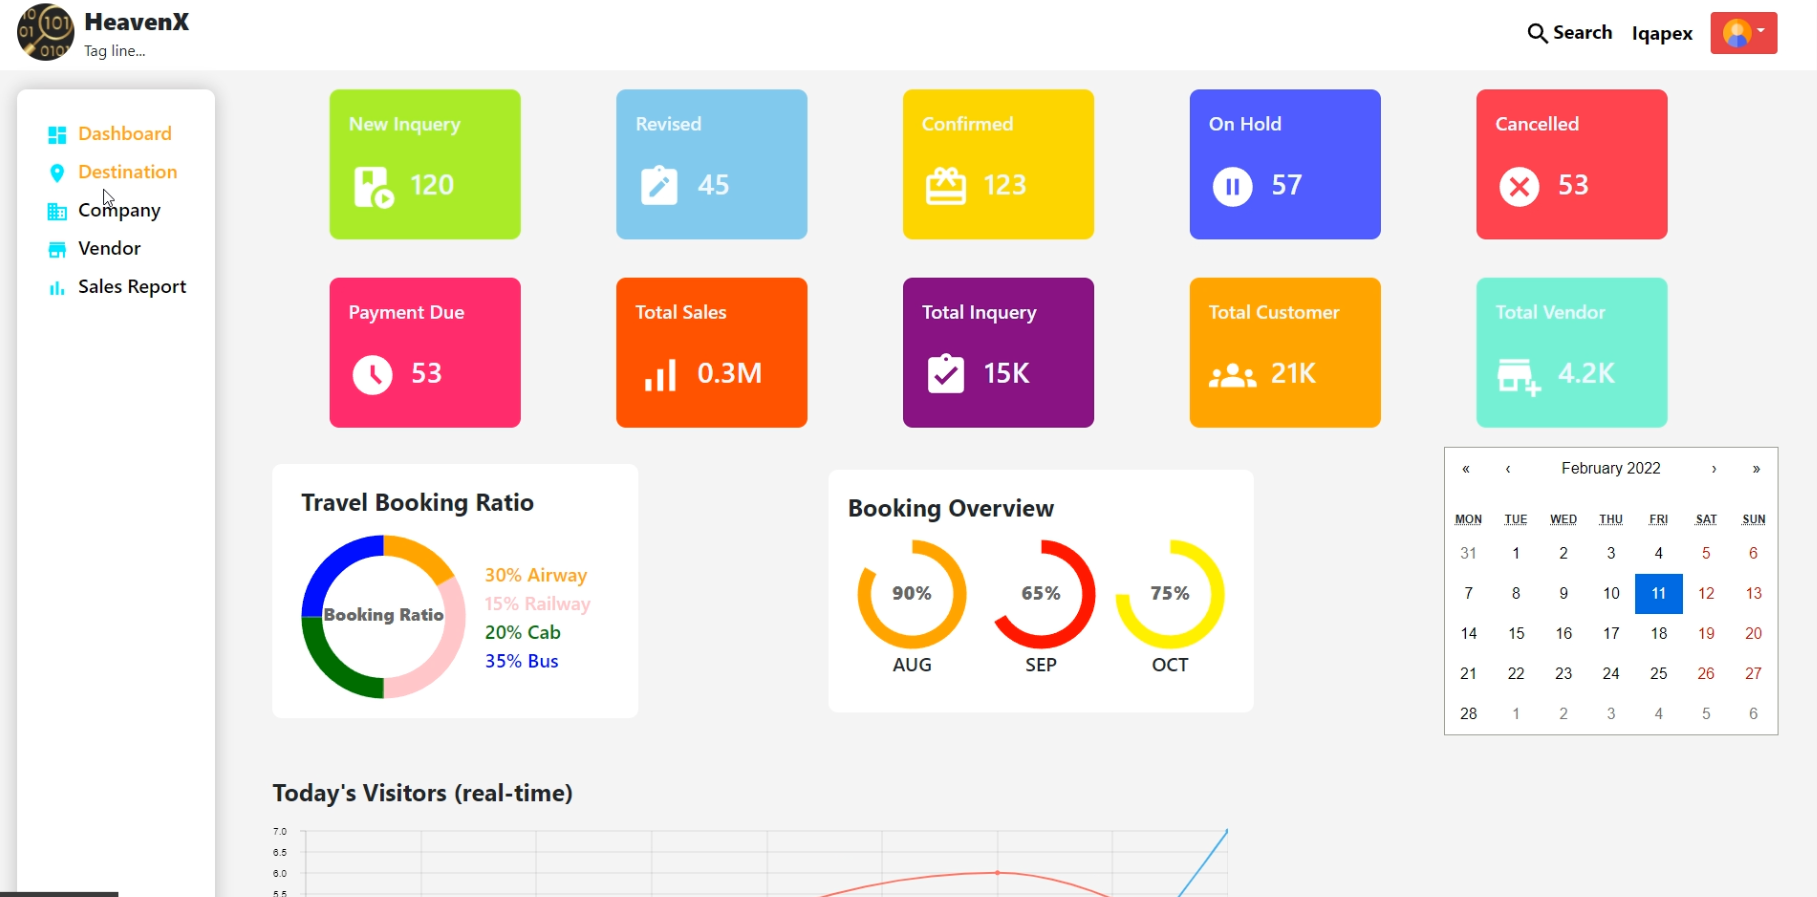 HeavenX
Tag line...
Search
Iqapex
Dashboard
Destination
Company
Vendor
Sales Report
New Inquery
120
Revised
45
Confirmed
123
On Hold
57
Cancelled
53
Payment Due
53
Total Sales
0.3M
Total Inquery
15K
Total Customer
21K
Total Vendor
4.2K
Travel Booking Ratio
Booking Ratio
30% Airway
15% Railway
20% Cab
35% Bus
Booking Overview
90% 65% 75%
AUG SEP OCT
« ‹ February 2022 › »
MON TUE WED THU FRI SAT SUN
31 1 2 3 4 5 6
7 8 9 10 11 12 13
14 15 16 17 18 19 20
21 22 23 24 25 26 27
28 1 2 3 4 5 6
Today's Visitors (real-time)
7.0
6.5
6.0
5.5